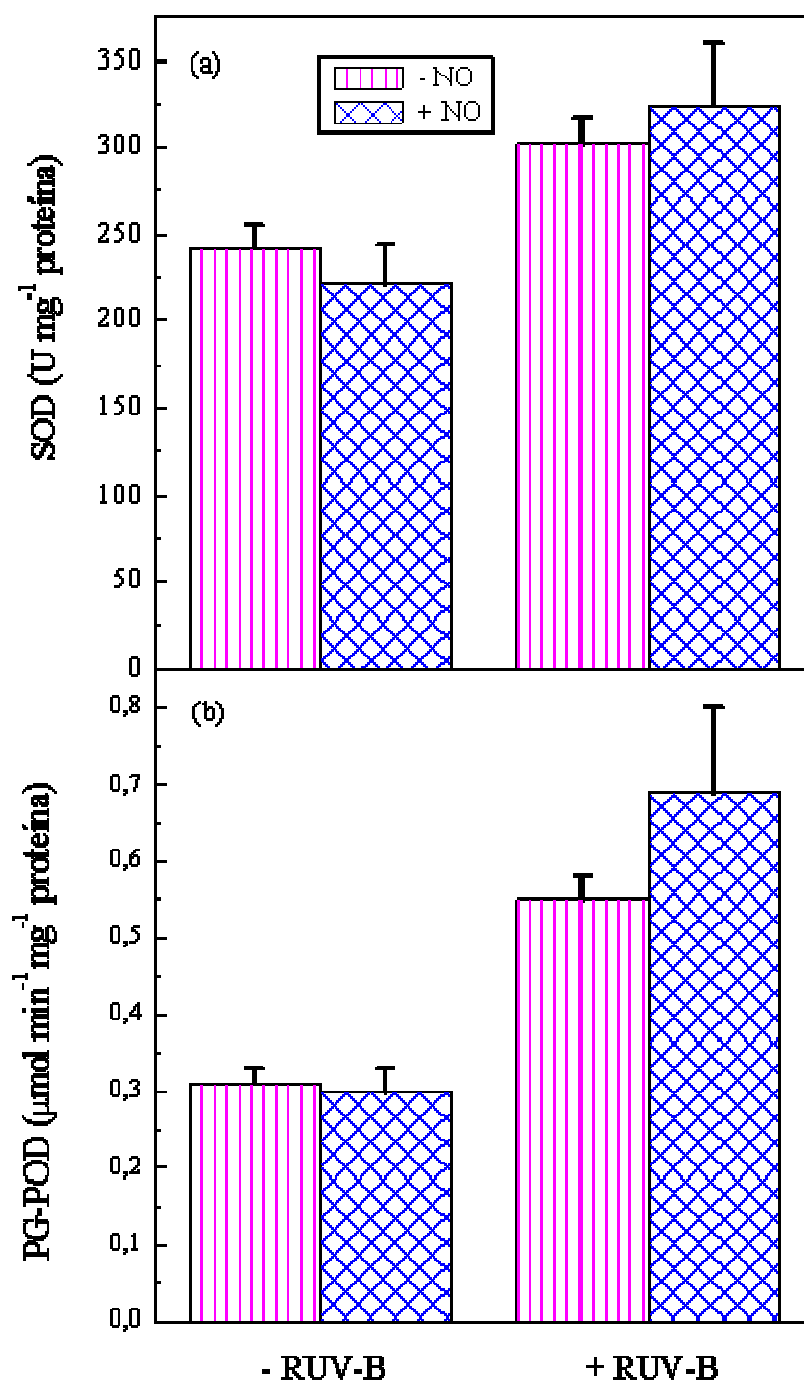 (a)
- NO
+ NO
350
300
250
200
150
100
50
0
SOD (U mg⁻¹ proteína)
(b)
0,8
0,7
0,6
0,5
0,4
0,3
0,2
0,1
0,0
PG-POD (µmol min⁻¹ mg⁻¹ proteína)
- RUV-B + RUV-B